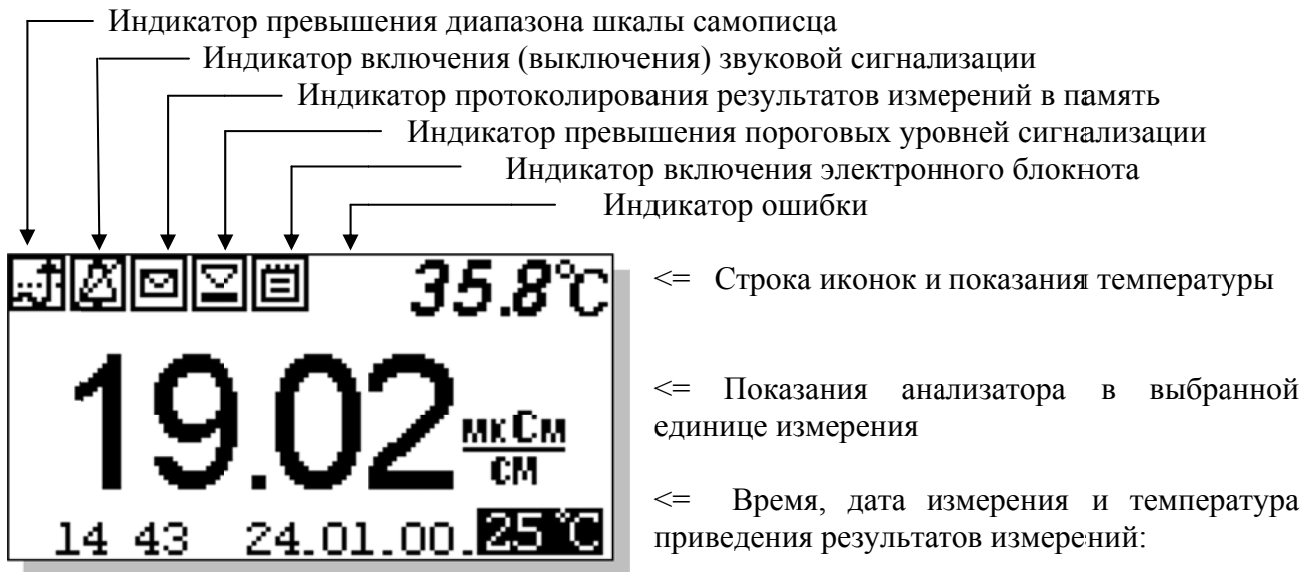 Индикатор превышения диапазона шкалы самописца
Индикатор включения (выключения) звуковой сигнализации
Индикатор протоколирования результатов измерений в память
Индикатор превышения пороговых уровней сигнализации
Индикатор включения электронного блокнота
Индикатор ошибки
35.8°C
<= Строка иконок и показания температуры
19.02 мкСм
см
<= Показания анализатора в выбранной
единице измерения
14 43 24.01.00. 25 °C
<= Время, дата измерения и температура
приведения результатов измерений: